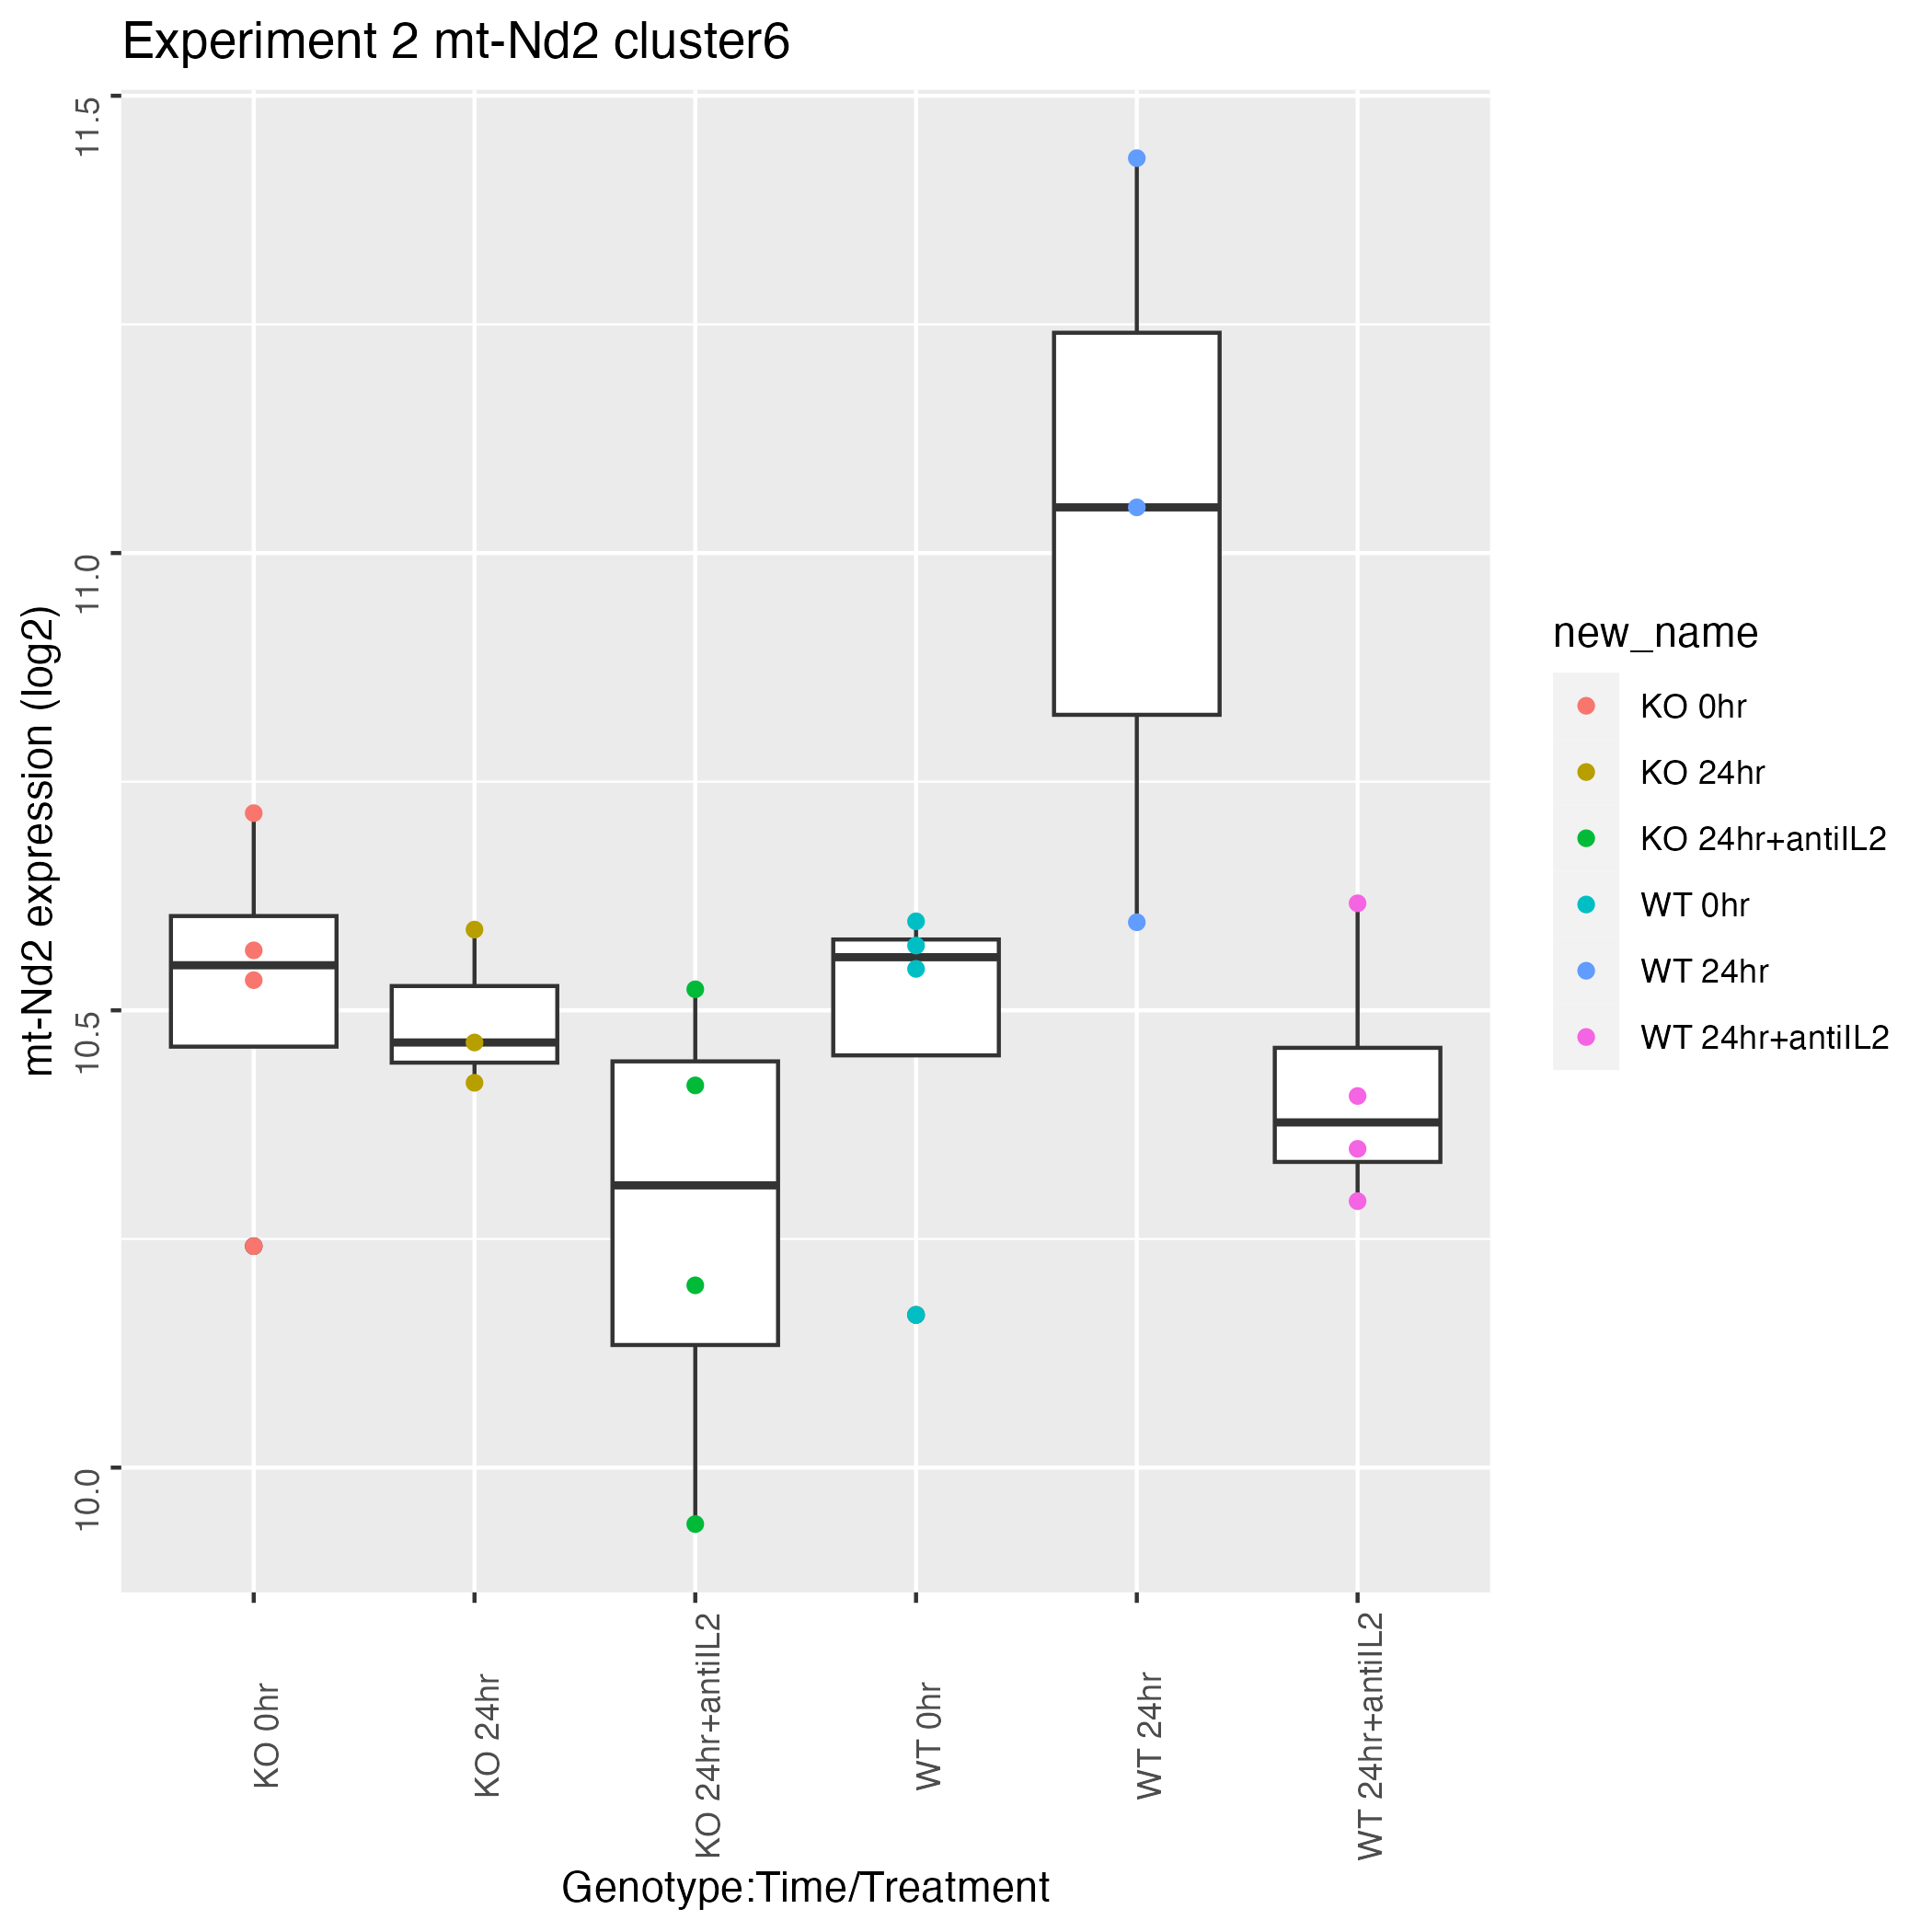 Experiment 2 mt-Nd2 cluster6
mt-Nd2 expression (log2)
11.5
11.0
10.5
10.0
KO 0hr
KO 24hr
KO 24hr+antiIL2
WT 0hr
WT 24hr
WT 24hr+antiIL2
Genotype:Time/Treatment
new_name
KO 0hr
KO 24hr
KO 24hr+antiIL2
WT 0hr
WT 24hr
WT 24hr+antiIL2